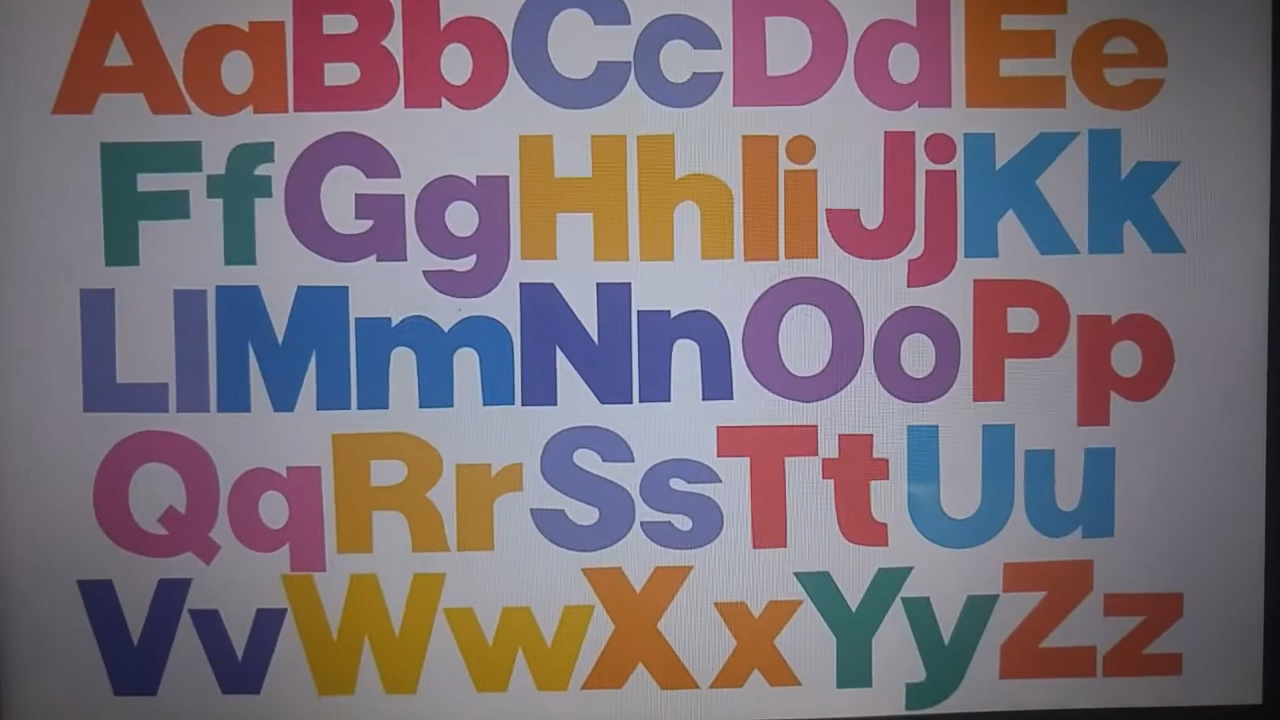 AaBbCcDdEe
FfGgHhIiJjKk
LlMmNnOoPp
QqRrSsTtUu
VvWwXxYyZz